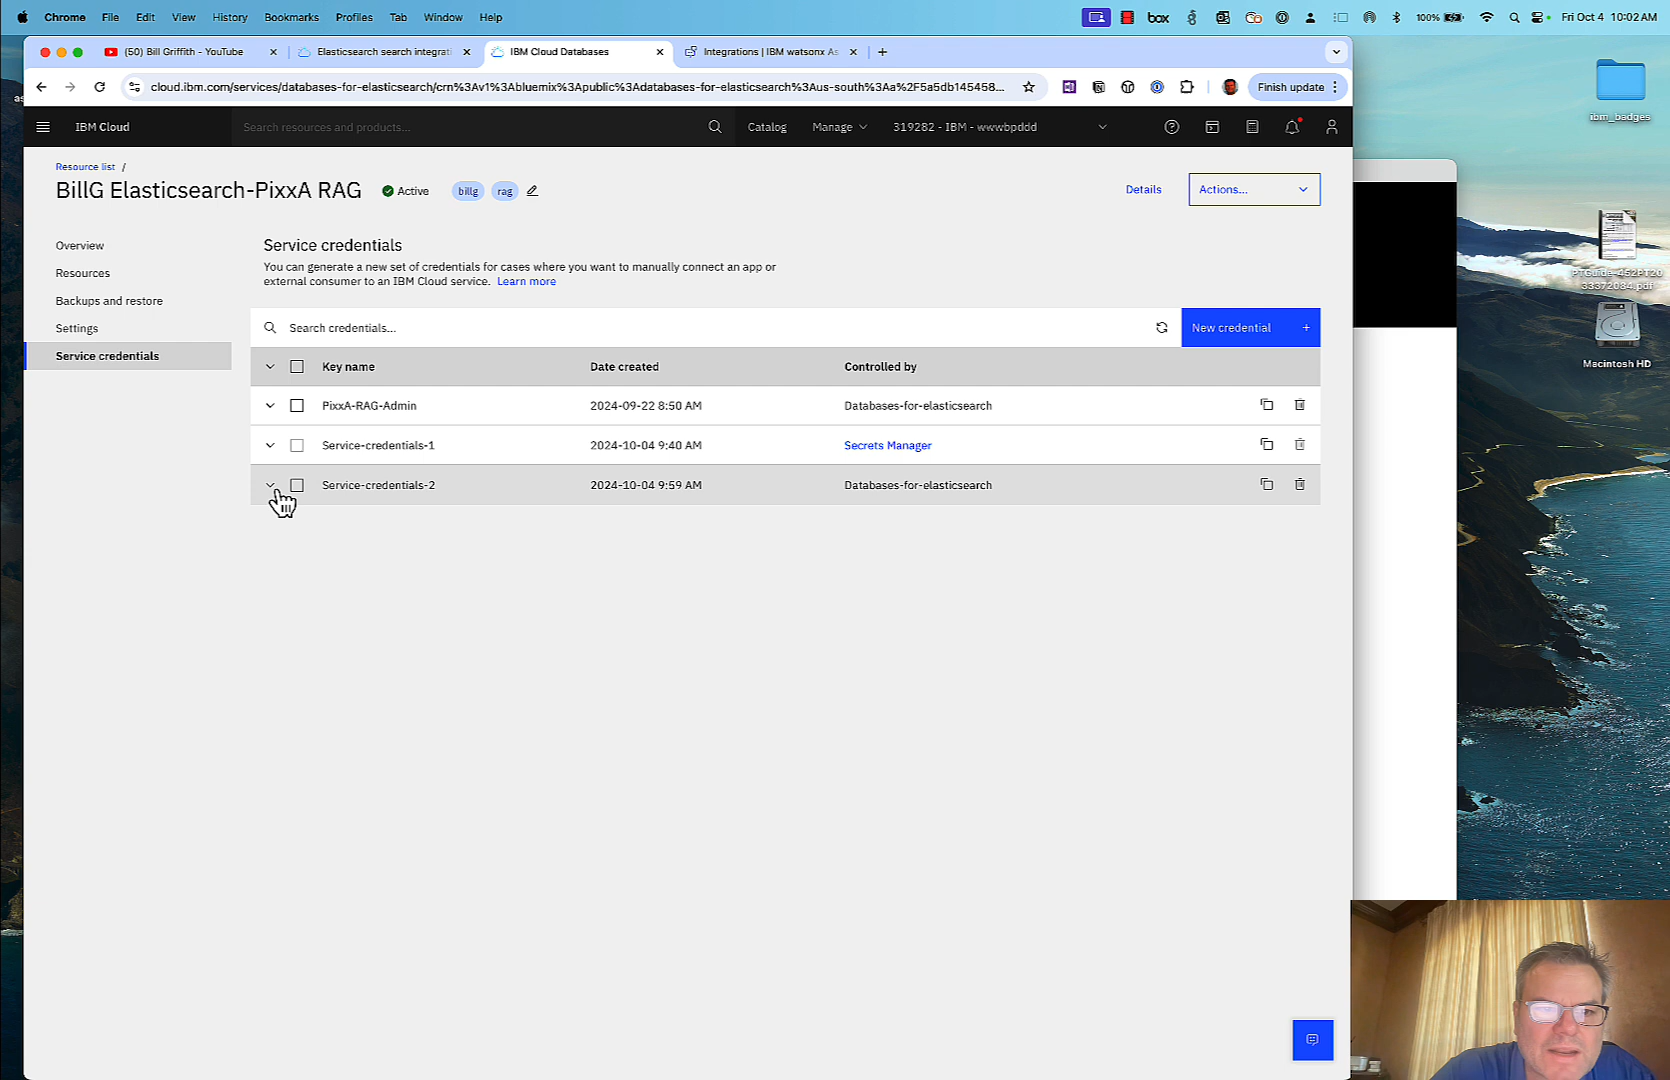 Chrome File Edit View History Bookmarks Profiles Tab Window Help
box
100%
Fri Oct 4 10:02AM
(50) Bill Griffith - YouTube
Elasticsearch search integrati
IBM Cloud Databases
Integrations | IBM watsonx As
cloud.ibm.com/services/databases-for-elasticsearch/crn%3Av1%3Abluemix%3Apublic%3Adatabases-for-elasticsearch%3Aus-south%3Aa%2F5a5db145458...
Finish update
IBM Cloud
Search resources and products...
Catalog
Manage
319282 - IBM - wwwbpddd
Resource list /
BillG Elasticsearch-PixxA RAG
Active
billg
rag
Details
Actions...
Overview
Resources
Backups and restore
Settings
Service credentials
Service credentials
You can generate a new set of credentials for cases where you want to manually connect an app or
external consumer to an IBM Cloud service. Learn more
Search credentials...
New credential +
Key name Date created Controlled by
PixxA-RAG-Admin 2024-09-22 8:50 AM Databases-for-elasticsearch
Service-credentials-1 2024-10-04 9:40 AM Secrets Manager
Service-credentials-2 2024-10-04 9:59 AM Databases-for-elasticsearch
ibm_badges
PTGuide-452PT20
33372084.pdf
Macintosh HD